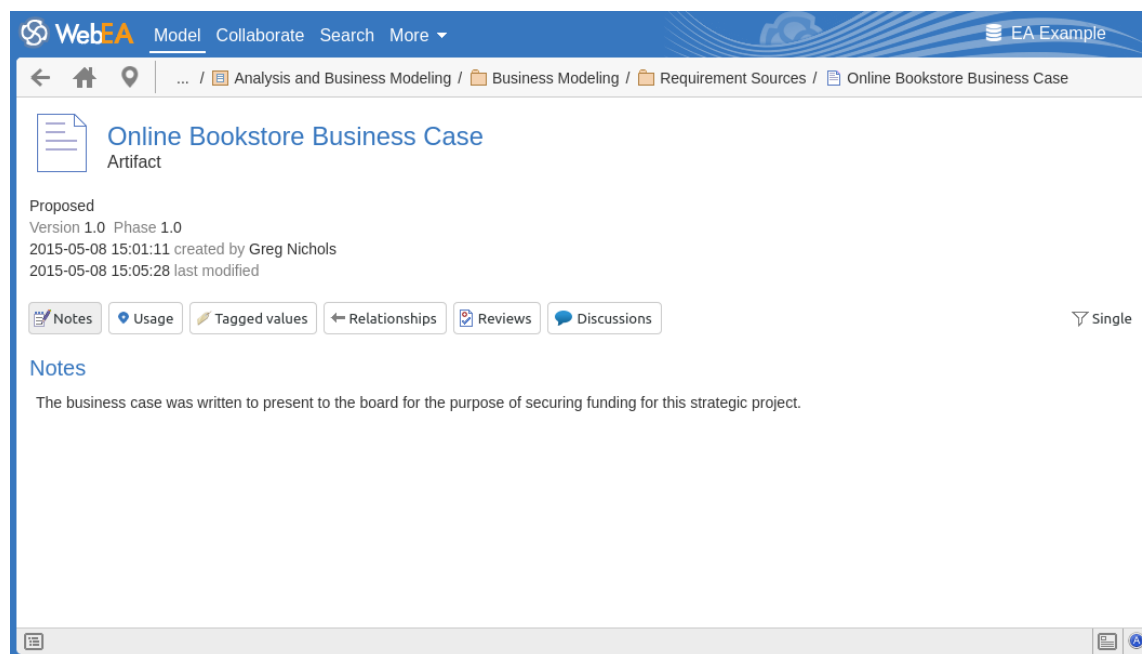 WebEA Model Collaborate Search More EA Example
... / Analysis and Business Modeling / Business Modeling / Requirement Sources / Online Bookstore Business Case
Online Bookstore Business Case
Artifact
Proposed
Version 1.0 Phase 1.0
2015-05-08 15:01:11 created by Greg Nichols
2015-05-08 15:05:28 last modified
Notes Usage Tagged values Relationships Reviews Discussions Single
Notes
The business case was written to present to the board for the purpose of securing funding for this strategic project.
A